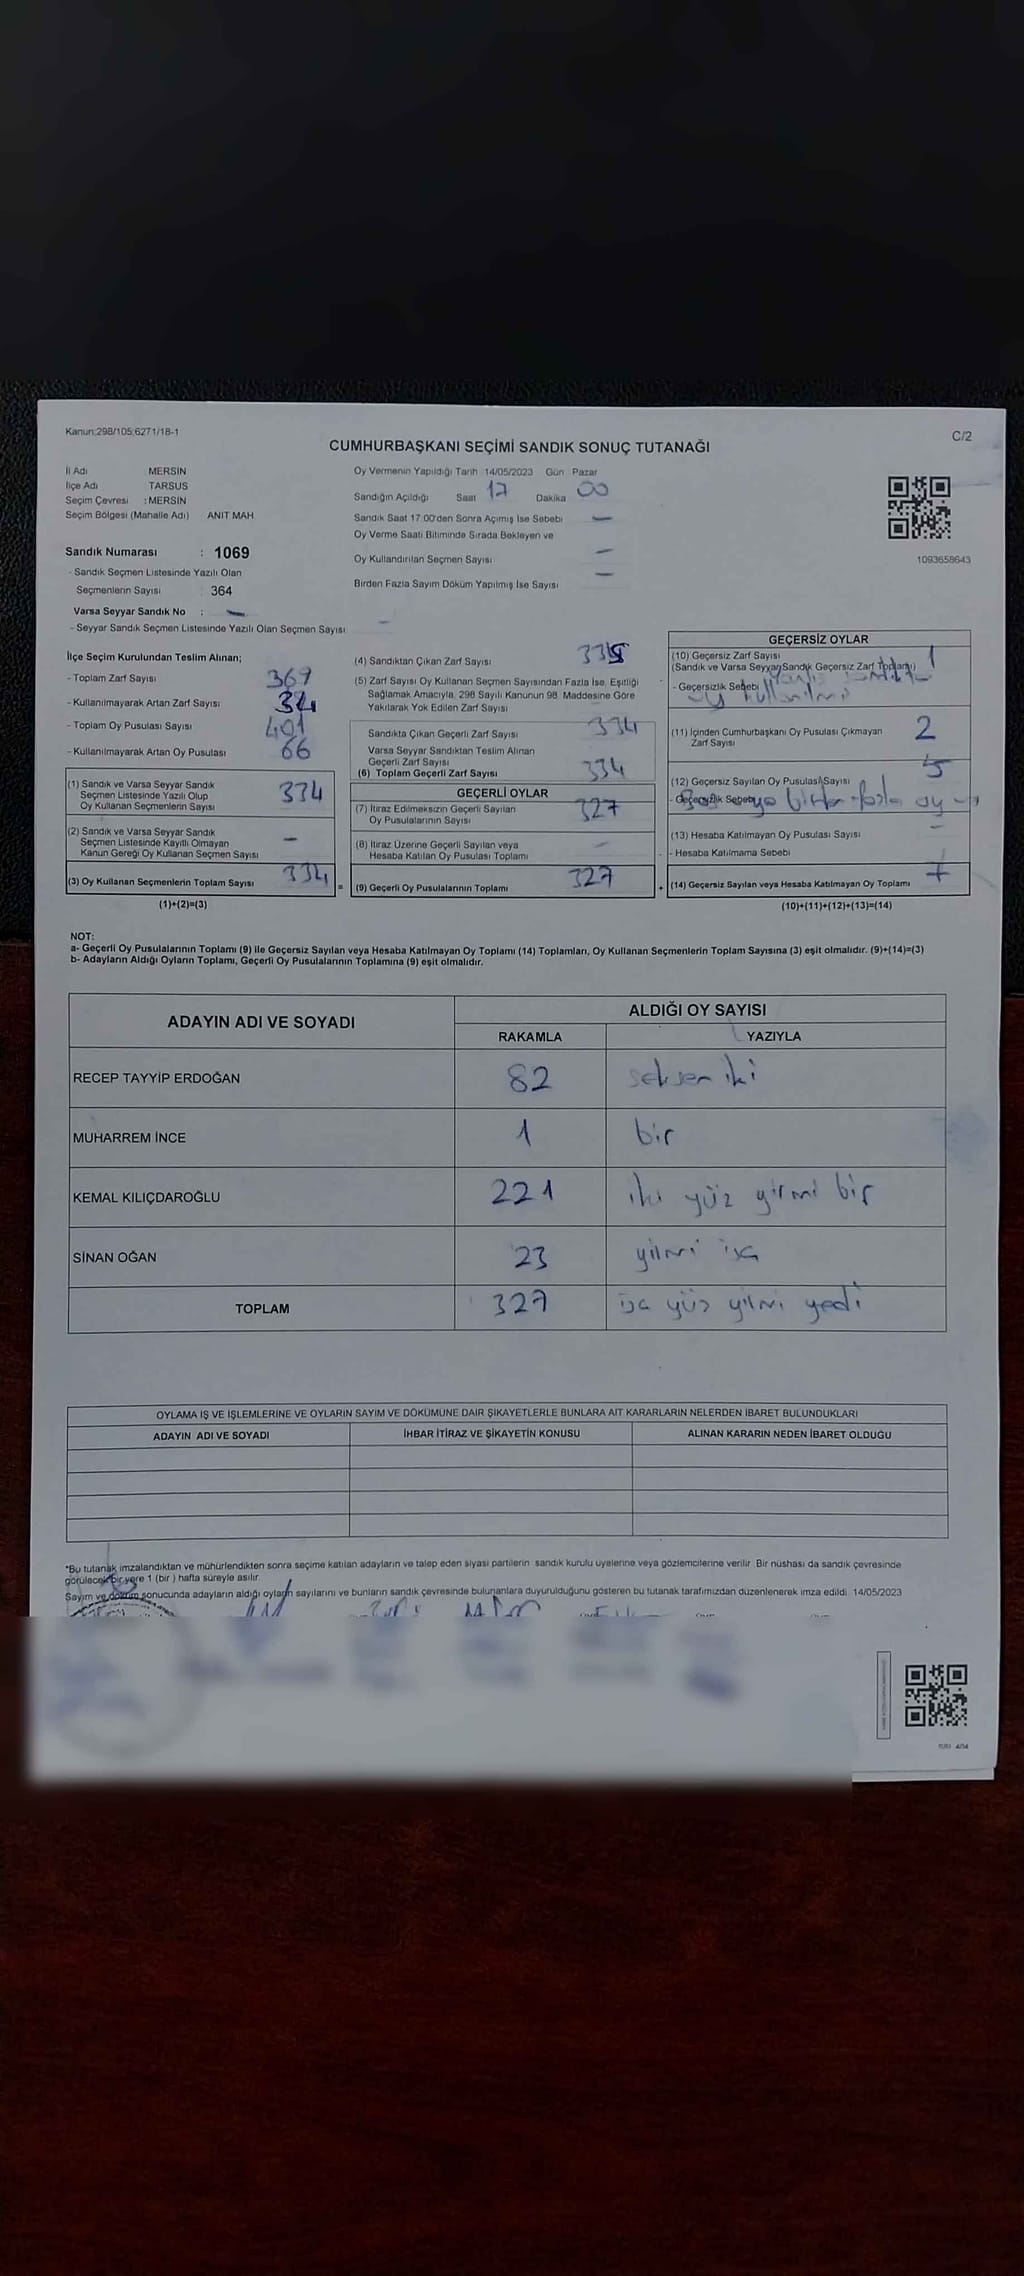 Kanun;298/105;6271/18-1
C/2
CUMHURBAŞKANI SEÇİMİ SANDIK SONUÇ TUTANAĞI
İl Adı MERSİN
İlçe Adı TARSUS
Seçim Çevresi : MERSİN
Seçim Bölgesi (Mahalle Adı) ANIT MAH
Sandık Numarası : 1069
- Sandık Seçmen Listesinde Yazılı Olan
Seçmenlerin Sayısı 364
Varsa Seyyar Sandık No : —
- Seyyar Sandık Seçmen Listesinde Yazılı Olan Seçmen Sayısı –
Oy Vermenin Yapıldığı Tarih 14/05/2023 Gün Pazar
Sandığın Açıldığı Saat 17 Dakika 00
Sandık Saat 17:00'den Sonra Açımış İse Sebebi —
Oy Verme Saati Bitiminde Sırada Bekleyen ve
Oy Kullandırılan Seçmen Sayısı —
Birden Fazla Sayım Döküm Yapılmış İse Sayısı —
1093658643
İlçe Seçim Kurulundan Teslim Alınan;
- Toplam Zarf Sayısı 369
- Kullanılmayarak Artan Zarf Sayısı 34
- Toplam Oy Pusulası Sayısı 401
- Kullanılmayarak Artan Oy Pusulası 66
(1) Sandık ve Varsa Seyyar Sandık
Seçmen Listesinde Yazılı Olup
Oy Kullanan Seçmenlerin Sayısı 334
(2) Sandık ve Varsa Seyyar Sandık
Seçmen Listesinde Kayıtlı Olmayan
Kanun Gereği Oy Kullanan Seçmen Sayısı –
(3) Oy Kullanan Seçmenlerin Toplam Sayısı 334 =
(1)+(2)=(3)
(4) Sandıktan Çıkan Zarf Sayısı
(5) Zarf Sayısı Oy Kullanan Seçmen Sayısından Fazla İse, Eşitliği
Sağlamak Amacıyla, 298 Sayılı Kanunun 98. Maddesine Göre
Yakılarak Yok Edilen Zarf Sayısı
Sandıkta Çıkan Geçerli Zarf Sayısı 334
Varsa Seyyar Sandıktan Teslim Alınan
Geçerli Zarf Sayısı
(6) Toplam Geçerli Zarf Sayısı 334
GEÇERLİ OYLAR
(7) İtiraz Edilmeksizin Geçerli Sayılan
Oy Pusulalarının Sayısı 327
(8) İtiraz Üzerine Geçerli Sayılan veya
Hesaba Katılan Oy Pusulası Toplamı –
(9) Geçerli Oy Pusulalarının Toplamı 327 +
GEÇERSİZ OYLAR
(10) Geçersiz Zarf Sayısı 1
(Sandık ve Varsa Seyyar Sandık Geçersiz Zarf Toplamı)
- Geçersizlik Sebebi
oy kullanılmış
(11) İçinden Cumhurbaşkanı Oy Pusulası Çıkmayan
Zarf Sayısı 2
(12) Geçersiz Sayılan Oy Pusulası Sayısı 5
- Geçersizlik Sebebi birden fazla oy
(13) Hesaba Katılmayan Oy Pusulası Sayısı –
- Hesaba Katılmama Sebebi
(14) Geçersiz Sayılan veya Hesaba Katılmayan Oy Toplamı 7
(10)+(11)+(12)+(13)=(14)
NOT:
a- Geçerli Oy Pusulalarının Toplamı (9) ile Geçersiz Sayılan veya Hesaba Katılmayan Oy Toplamı (14) Toplamları, Oy Kullanan Seçmenlerin Toplam Sayısına (3) eşit olmalıdır. (9)+(14)=(3)
b- Adayların Aldığı Oyların Toplamı, Geçerli Oy Pusulalarının Toplamına (9) eşit olmalıdır.
ADAYIN ADI VE SOYADI ALDIĞI OY SAYISI
RAKAMLA YAZIYLA
RECEP TAYYİP ERDOĞAN 82 seksen iki
MUHARREM İNCE 1 bir
KEMAL KILIÇDAROĞLU 221 iki yüz yirmi bir
SİNAN OĞAN 23 yirmi üç
TOPLAM 327 üç yüz yirmi yedi
OYLAMA İŞ VE İŞLEMLERİNE VE OYLARIN SAYIM VE DÖKÜMÜNE DAİR ŞİKAYETLERLE BUNLARA AİT KARARLARIN NELERDEN İBARET BULUNDUKLARI
ADAYIN ADI VE SOYADI İHBAR İTİRAZ VE ŞİKAYETİN KONUSU ALINAN KARARIN NEDEN İBARET OLDUĞU
*Bu tutanak imzalandıktan ve mühürlendikten sonra seçime katılan adayların ve talep eden siyasi partilerin sandık kurulu üyelerine veya gözlemcilerine verilir. Bir nüshası da sandık çevresinde
görülecek bir yere 1 (bir ) hafta süreyle asılır.
Sayım ve döküm sonucunda adayların aldığı oyların sayılarını ve bunların sandık çevresinde bulunanlara duyurulduğunu gösteren bu tutanak tarafımızdan düzenlenerek imza edildi. 14/05/2023